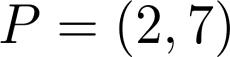 P = (2, 7)